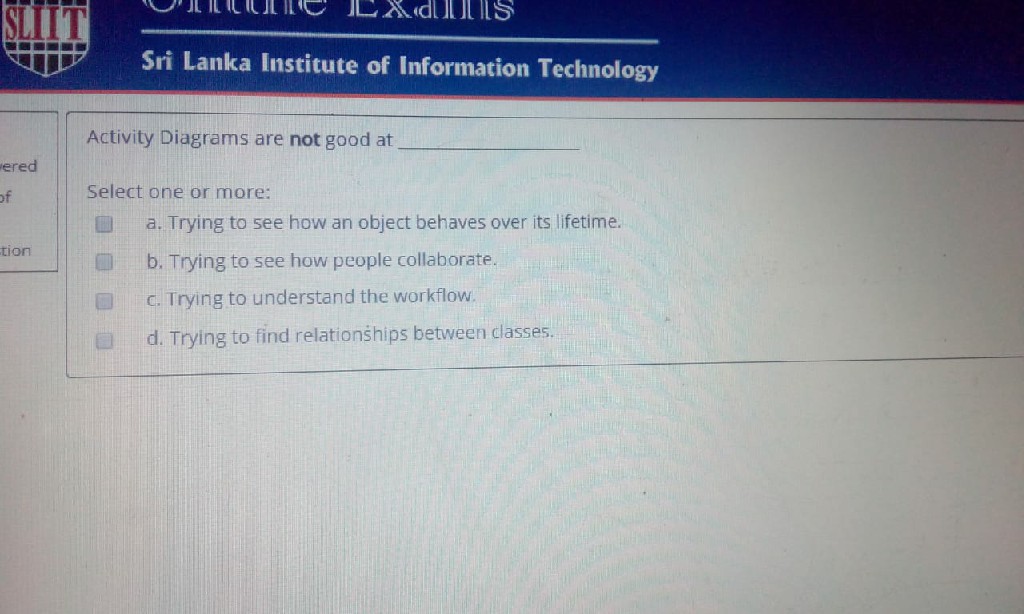 SLIIT
Online Exams
Sri Lanka Institute of Information Technology
vered
of
stion
Activity Diagrams are not good at ____________
Select one or more:
a. Trying to see how an object behaves over its lifetime.
b. Trying to see how people collaborate.
c. Trying to understand the workflow.
d. Trying to find relationships between classes.